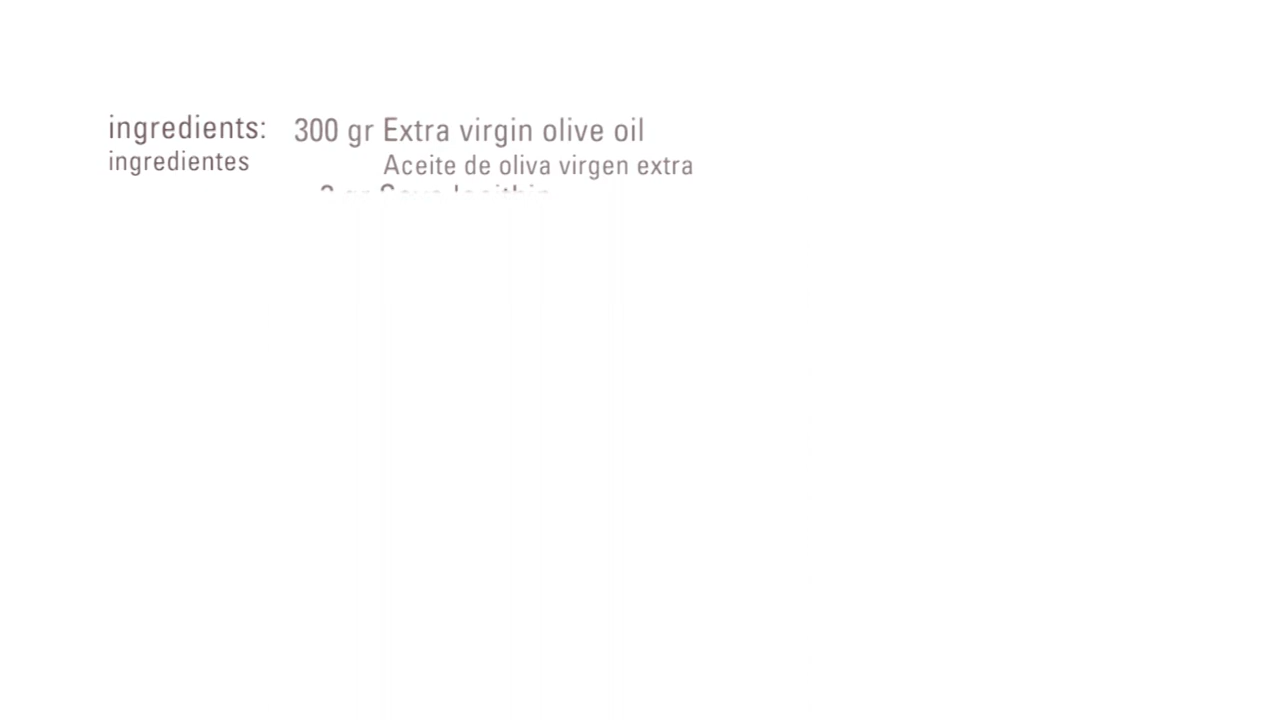 ingredients: 300 gr Extra virgin olive oil
ingredientes Aceite de oliva virgen extra